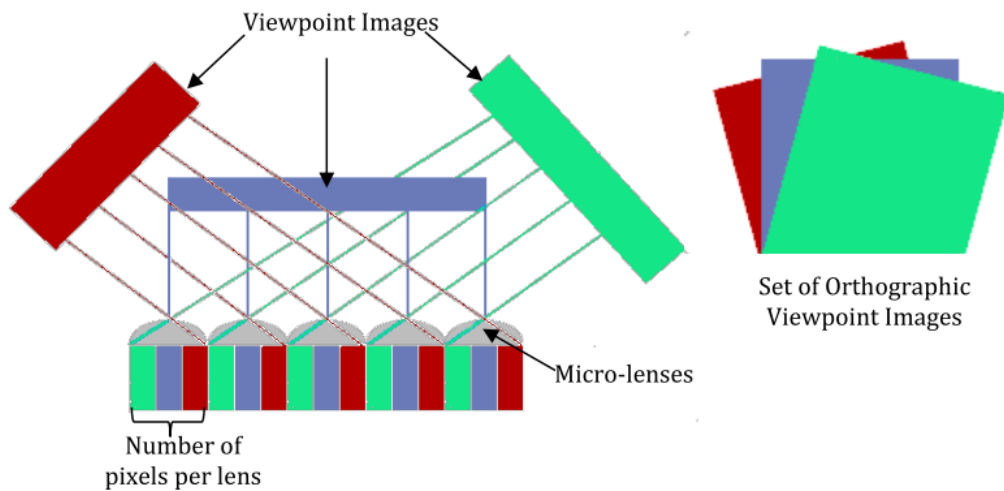 Viewpoint Images
Set of Orthographic
Viewpoint Images
Micro-lenses
Number of
pixels per lens